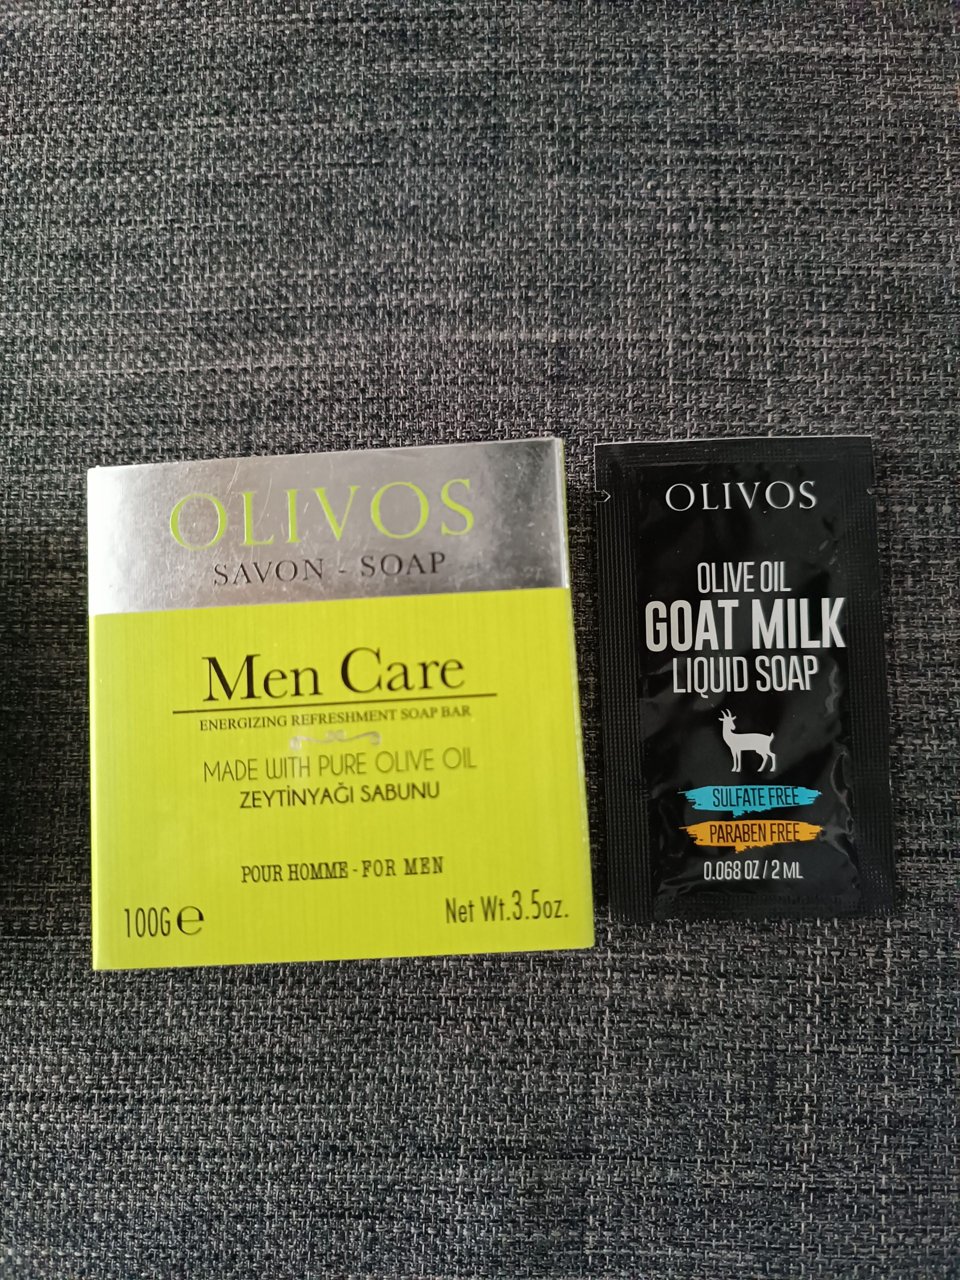 OLIVOS
SAVON - SOAP
Men Care
ENERGIZING REFRESHMENT SOAP BAR
MADE WITH PURE OLIVE OIL
ZEYTİNYAĞI SABUNU
POUR HOMME - FOR MEN
100G ℮
Net Wt.3.5oz.
OLIVOS
OLIVE OIL
GOAT MILK
LIQUID SOAP
SULFATE FREE
PARABEN FREE
0.068 OZ / 2 ML